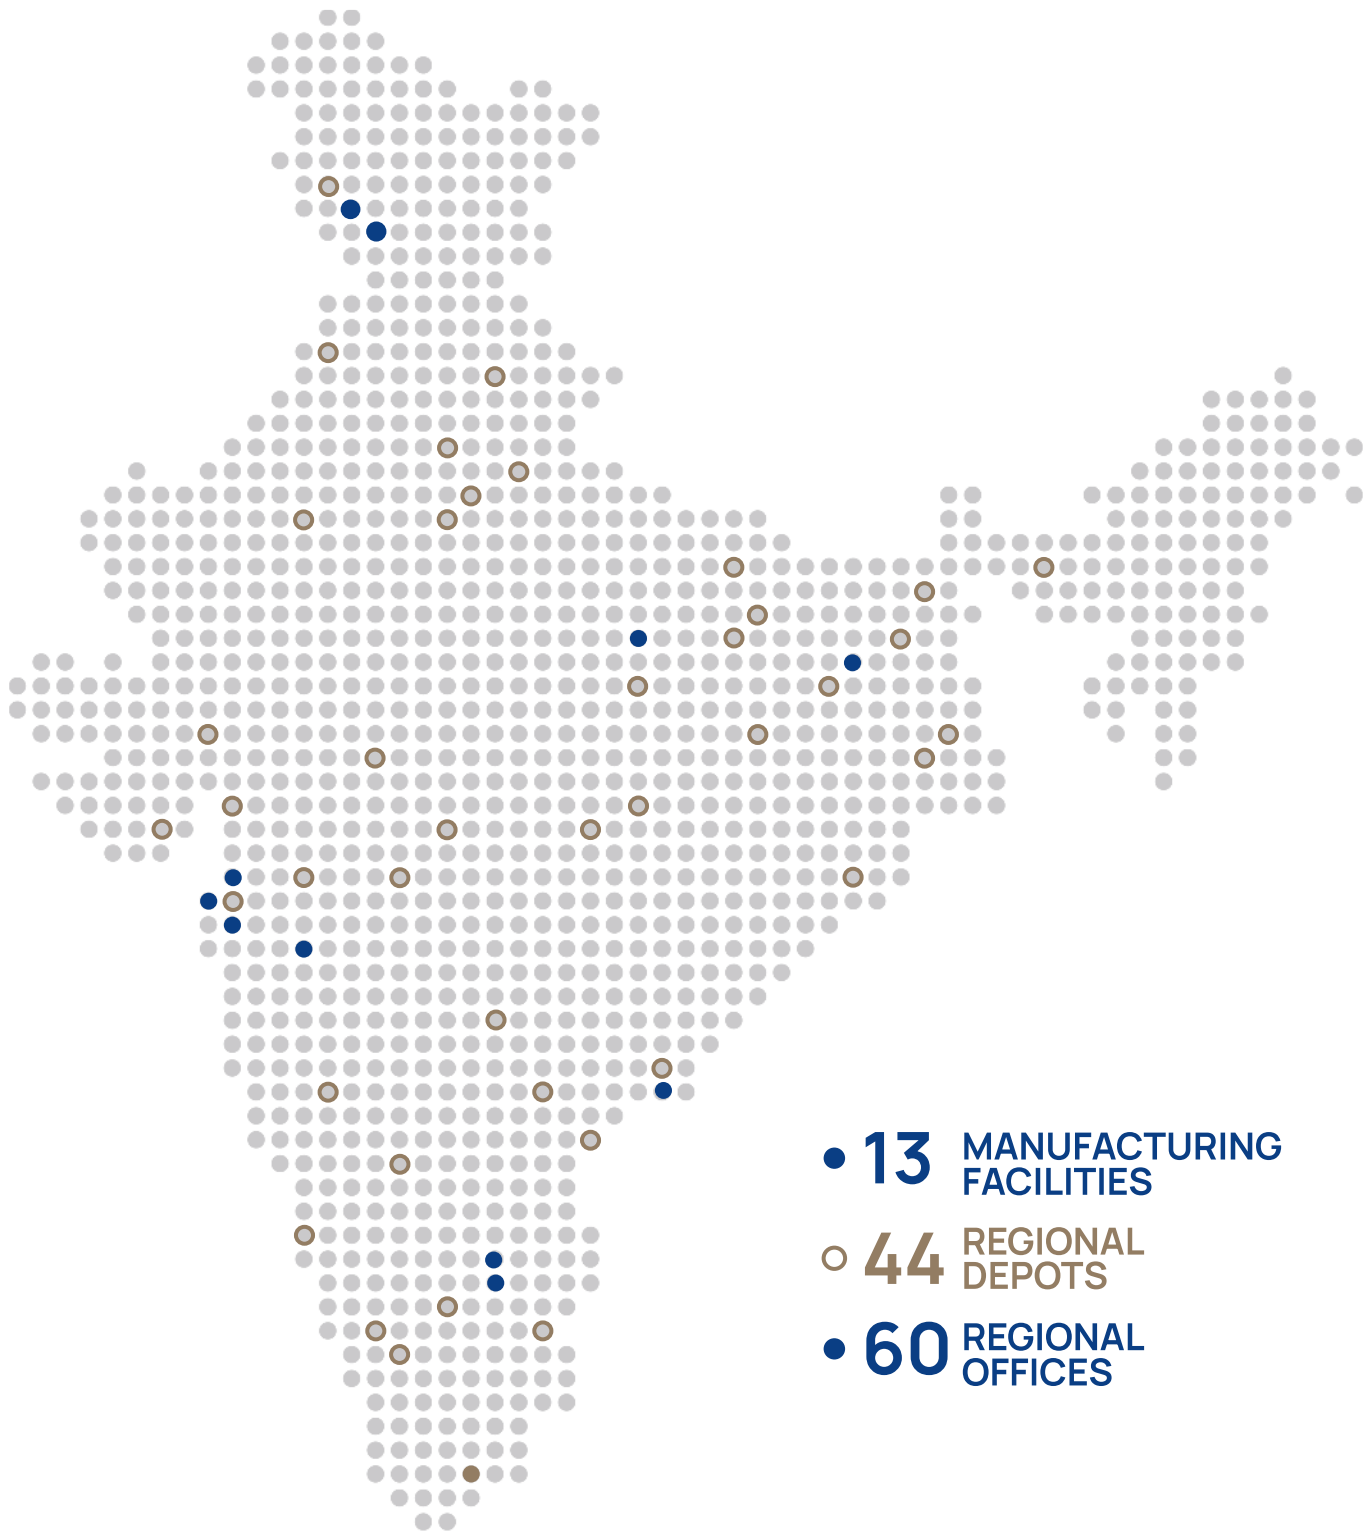 13 MANUFACTURING
FACILITIES
44 REGIONAL
DEPOTS
60 REGIONAL
OFFICES